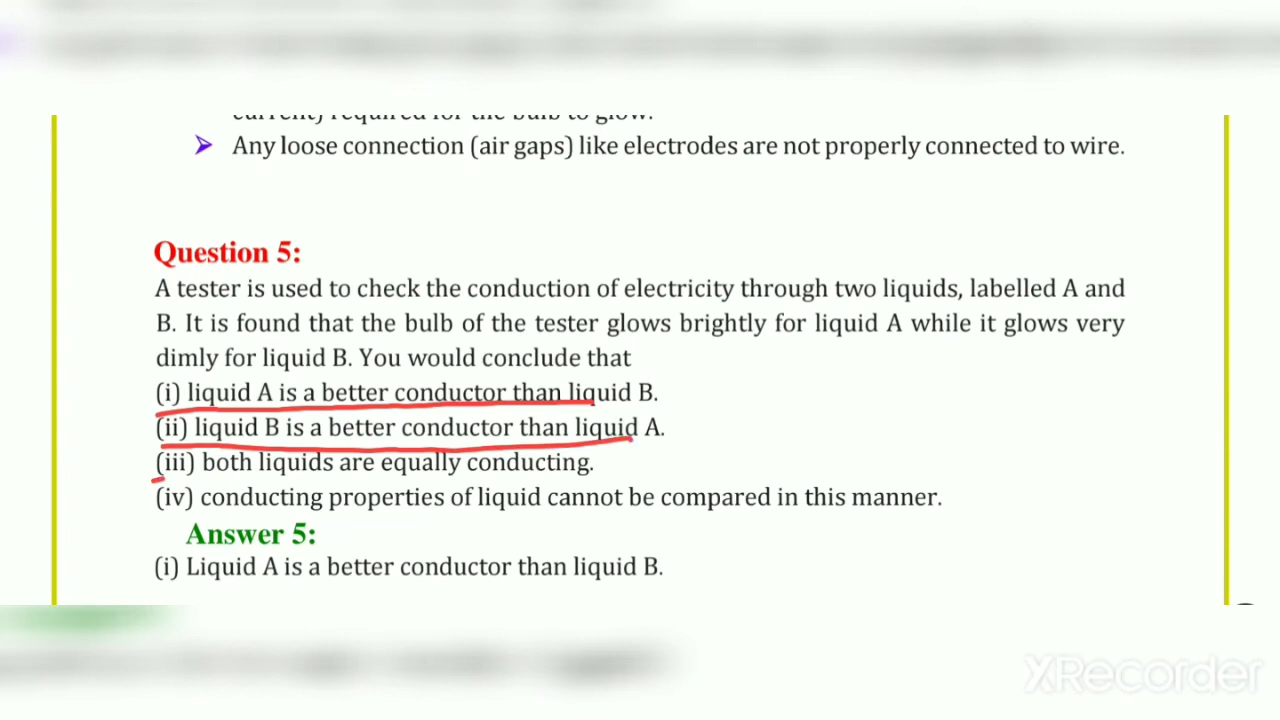 Any loose connection (air gaps) like electrodes are not properly connected to wire.
Question 5:
A tester is used to check the conduction of electricity through two liquids, labelled A and
B. It is found that the bulb of the tester glows brightly for liquid A while it glows very
dimly for liquid B. You would conclude that
(i) liquid A is a better conductor than liquid B.
(ii) liquid B is a better conductor than liquid A.
(iii) both liquids are equally conducting.
(iv) conducting properties of liquid cannot be compared in this manner.
Answer 5:
(i) Liquid A is a better conductor than liquid B.
XRecorder